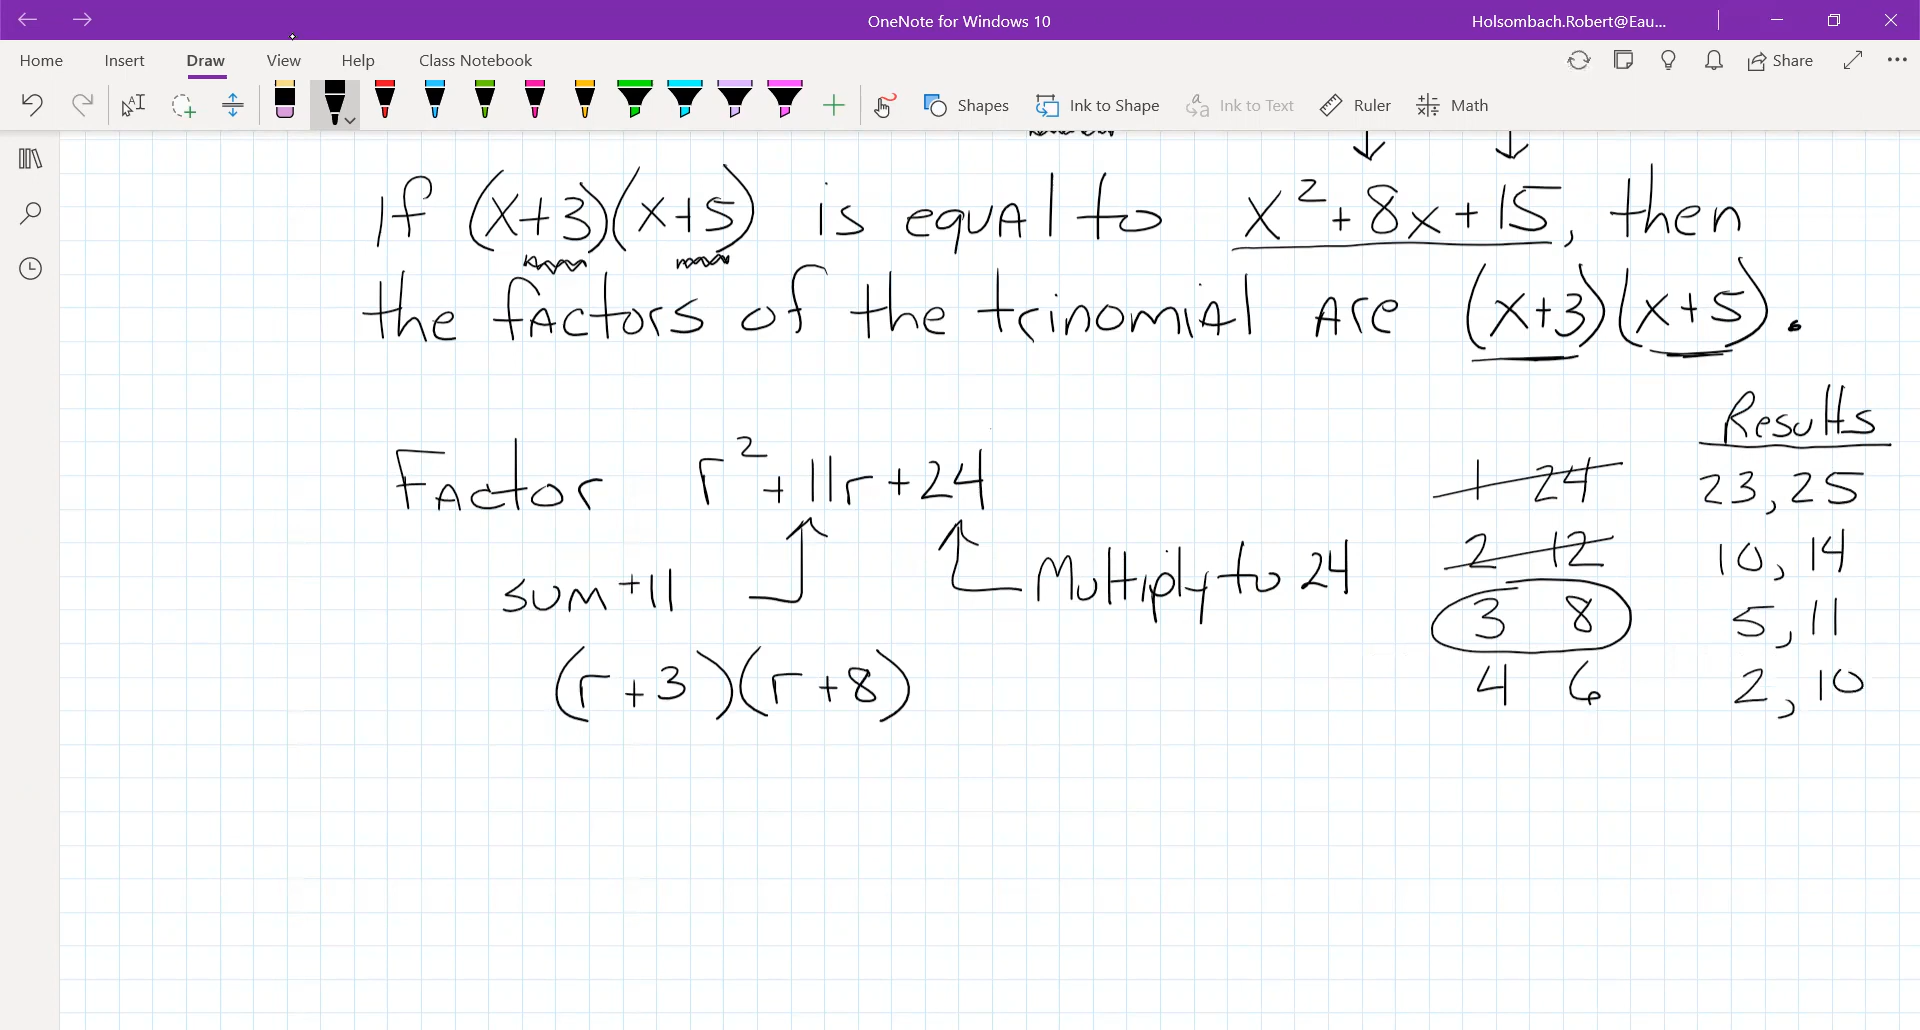 OneNote for Windows 10
Holsombach.Robert@Eau...
Home Insert Draw View Help Class Notebook
Share
Shapes Ink to Shape Ink to Text Ruler Math
If (x+3)(x+5) is equal to x²+8x+15, then
the factors of the trinomial are (x+3)(x+5).
Results
Factor r²+11r+24
1 24 23, 25
2 12 10, 14
sum +11 Multiply to 24
3 8 5, 11
(r+3)(r+8)
4 6 2, 10